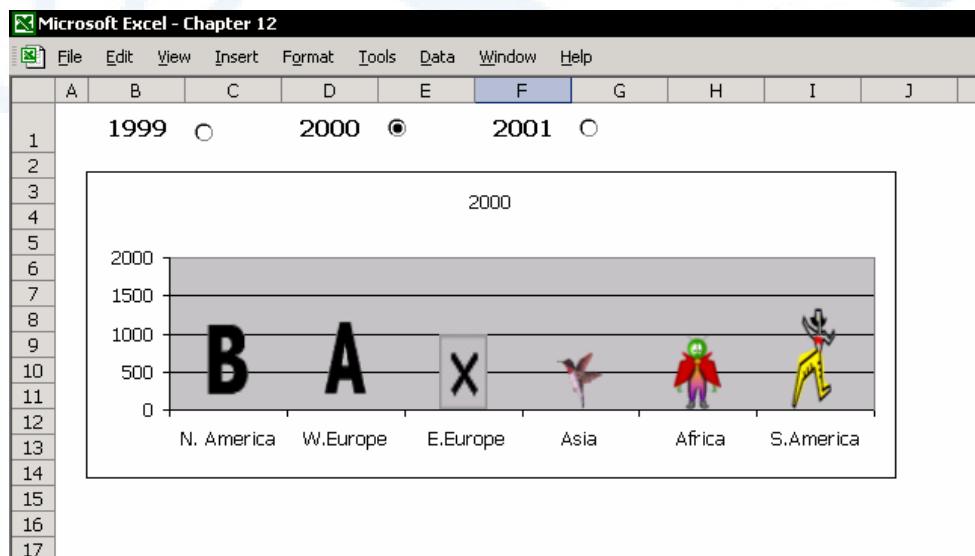 Microsoft Excel - Chapter 12
File Edit View Insert Format Tools Data Window Help
A B C D E F G H I J
1 1999 2000 2001
2
3 2000
4
5
6 2000
7 1500
8
9 1000
10 500
11
12 0
13 N. America W.Europe E.Europe Asia Africa S.America
14
15
16
17
B A X